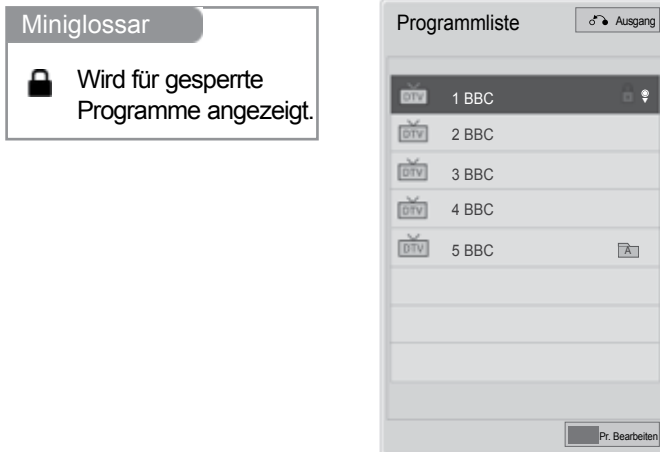 Miniglossar
Wird für gesperrte
Programme angezeigt.
Programmliste
Ausgang
DTV 1 BBC
DTV 2 BBC
DTV 3 BBC
DTV 4 BBC
DTV 5 BBC A
Pr. Bearbeiten